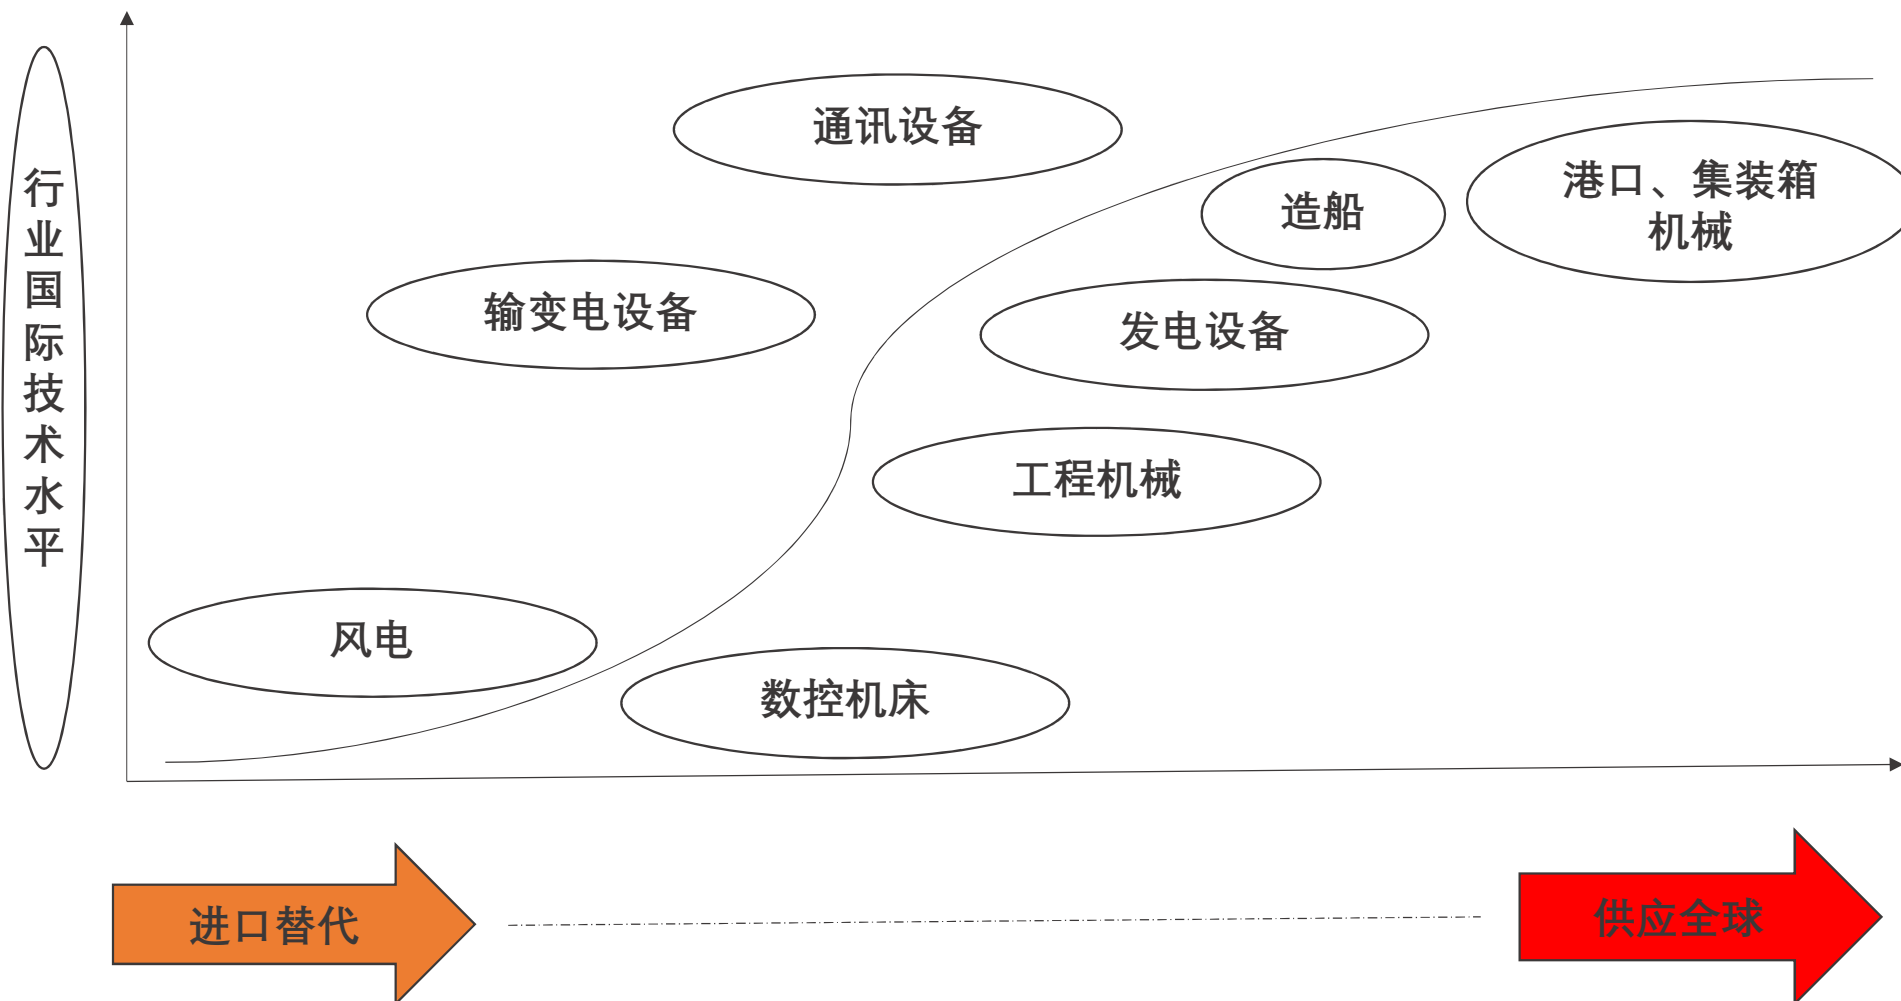 行业国际技术水平
通讯设备
造船
港口、集装箱
机械
输变电设备
发电设备
工程机械
风电
数控机床
进口替代
供应全球